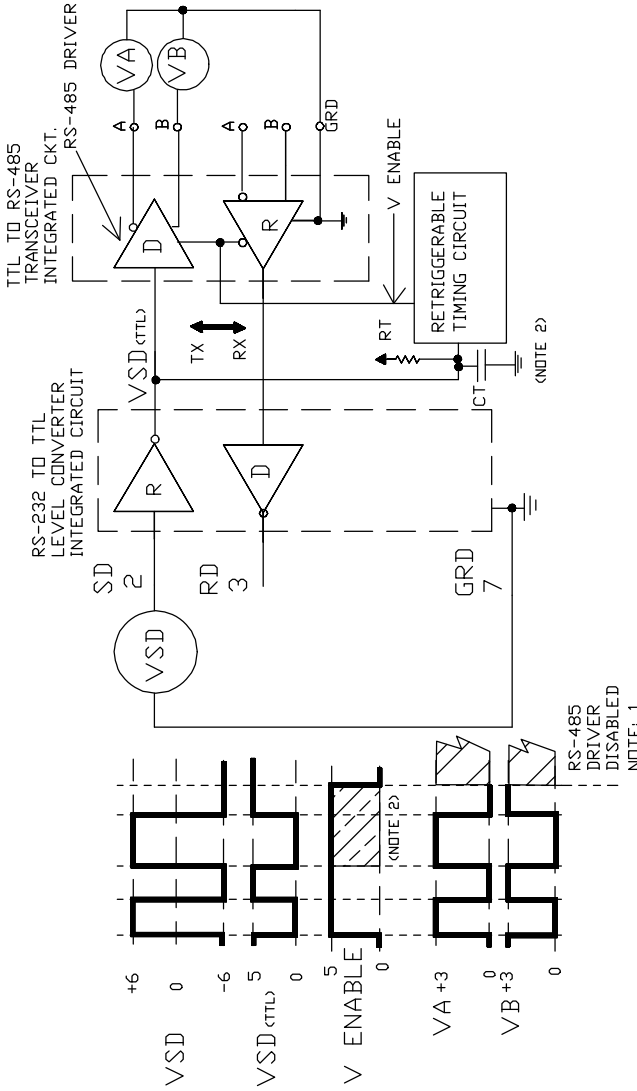 TTL TO RS-485
TRANSCEIVER
INTEGRATED CKT.
RS-485 DRIVER
RS-232 TO TTL
LEVEL CONVERTER
INTEGRATED CIRCUIT
VA
VB
A
B
A
B
GRD
D
R
V ENABLE
RETRIGGERABLE
TIMING CIRCUIT
VSD(TTL)
TX
RX
RT
CT
(NOTE 2)
R
D
SD
2
RD
3
GRD
7
VSD
VSD
+6
0
-6
VSD(TTL)
5
0
V ENABLE
5
0
(NOTE 2)
VA
+3
0
VB
+3
0
RS-485
DRIVER
DISABLED
NOTE: 1